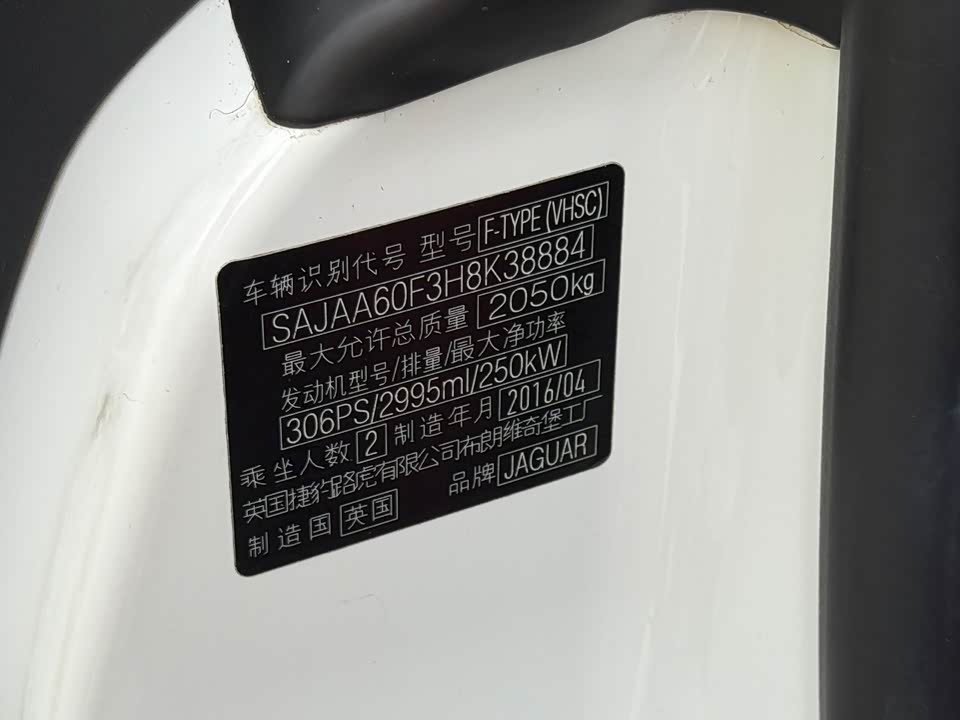 车辆识别代号 型号 F-TYPE (VHSC)
SAJAA60F3H8K38884
最大允许总质量 2050kg
发动机型号/排量/最大净功率
306PS/2995ml/250kW
乘坐人数 2 制造年月 2016/04
英国捷豹路虎有限公司布朗维奇堡工厂
制造国 英国 品牌 JAGUAR